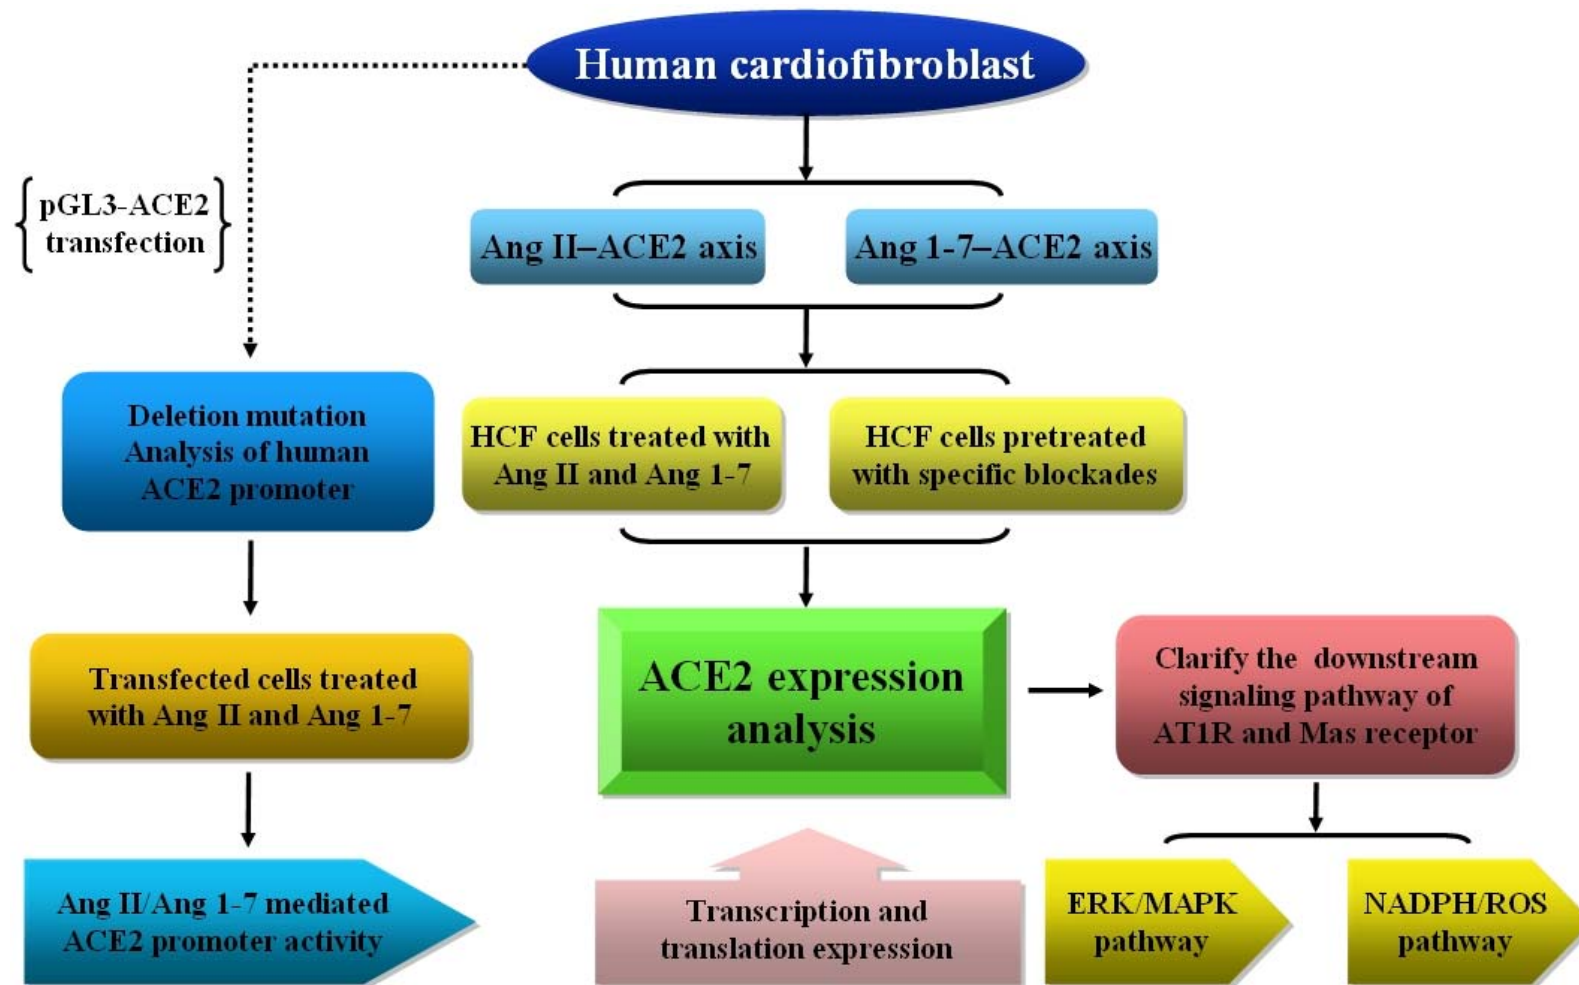 Human cardiofibroblast
pGL3-ACE2
transfection
Ang II–ACE2 axis
Ang 1-7–ACE2 axis
Deletion mutation
Analysis of human
ACE2 promoter
HCF cells treated with
Ang II and Ang 1-7
HCF cells pretreated
with specific blockades
Transfected cells treated
with Ang II and Ang 1-7
ACE2 expression
analysis
Clarify the downstream
signaling pathway of
AT1R and Mas receptor
Ang II/Ang 1-7 mediated
ACE2 promoter activity
Transcription and
translation expression
ERK/MAPK
pathway
NADPH/ROS
pathway